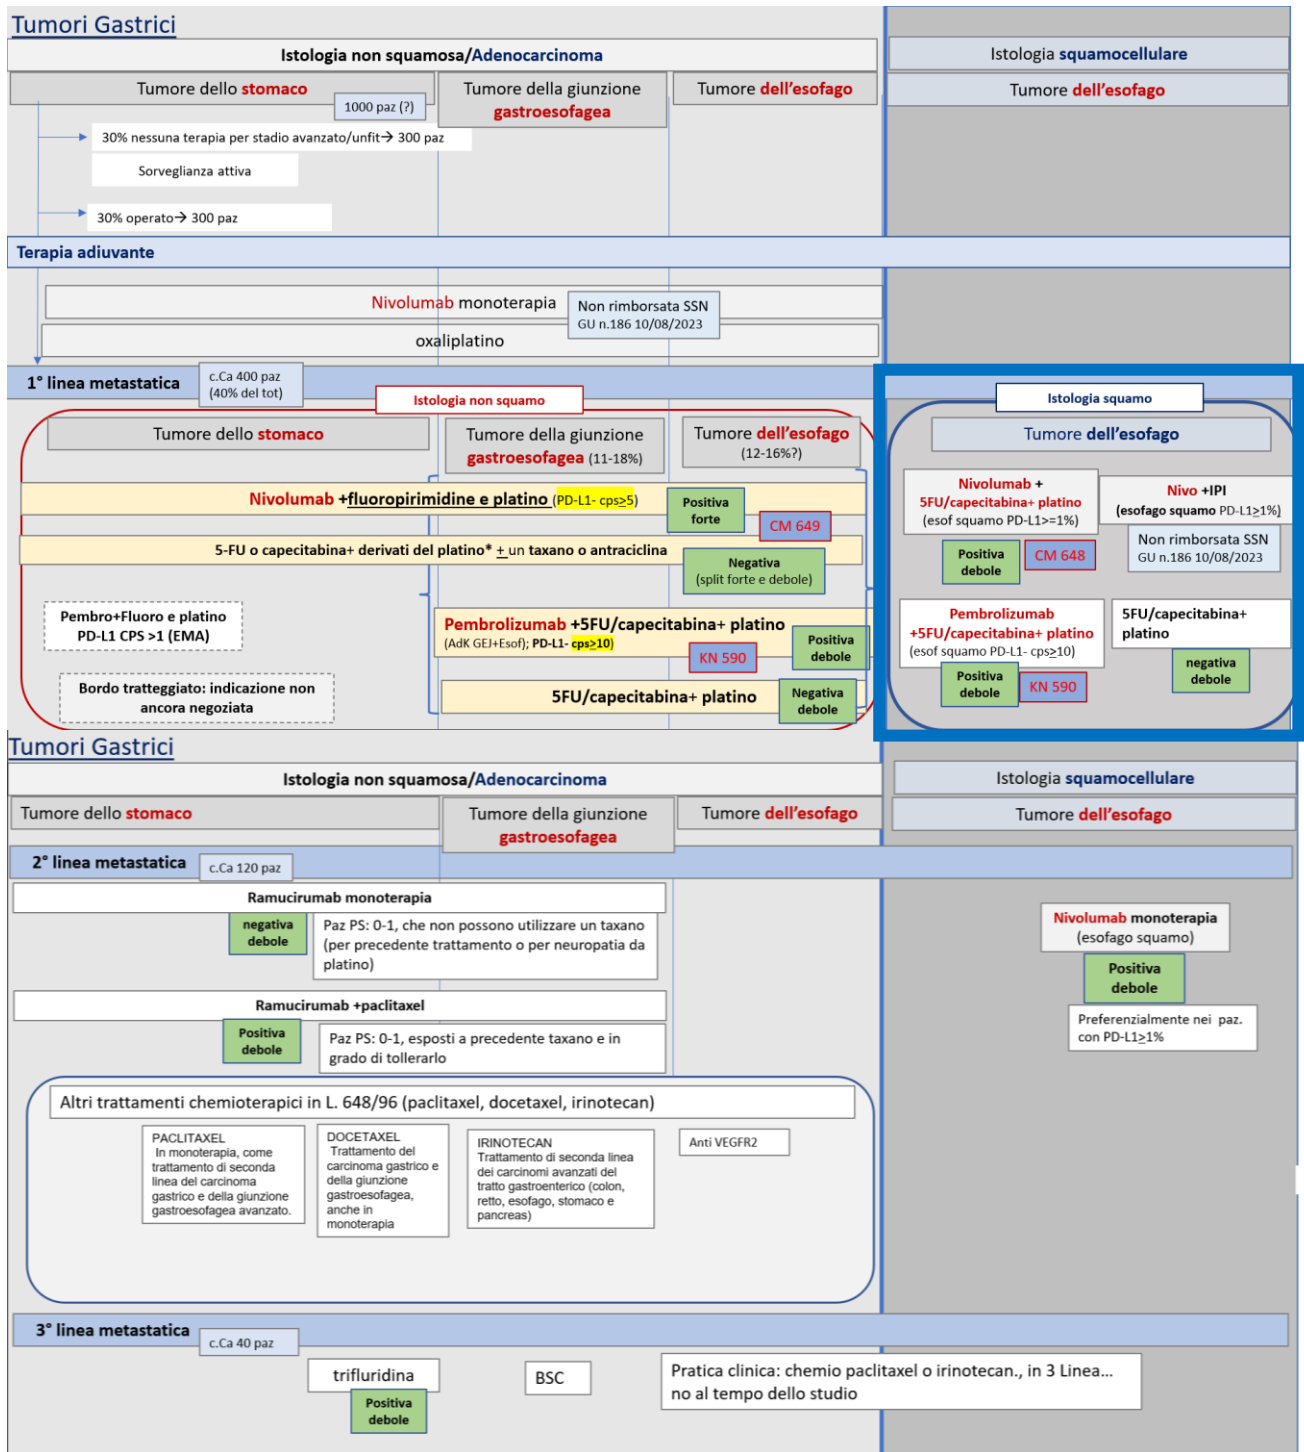 Tumori Gastrici
Istologia non squamosa/Adenocarcinoma
Istologia squamocellulare
Tumore dello stomaco
Tumore della giunzione
gastroesofagea
Tumore dell'esofago
Tumore dell'esofago
1000 paz (?)
30% nessuna terapia per stadio avanzato/unfit→ 300 paz
Sorveglianza attiva
30% operato→ 300 paz
Terapia adiuvante
Nivolumab monoterapia
Non rimborsata SSN
GU n.186 10/08/2023
oxaliplatino
1° linea metastatica
c.Ca 400 paz
(40% del tot)
Istologia non squamo
Tumore dello stomaco
Tumore della giunzione
gastroesofagea (11-18%)
Tumore dell'esofago
(12-16%?)
Nivolumab +fluoropirimidine e platino (PD-L1- cps≥5)
Positiva
forte
CM 649
5-FU o capecitabina+ derivati del platino* + un taxano o antraciclina
Negativa
(split forte e debole)
Pembro+Fluoro e platino
PD-L1 CPS >1 (EMA)
Pembrolizumab +5FU/capecitabina+ platino
(AdK GEJ+Esof); PD-L1- cps≥10)
KN 590
Positiva
debole
Bordo tratteggiato: indicazione non
ancora negoziata
5FU/capecitabina+ platino
Negativa
debole
Istologia squamo
Tumore dell'esofago
Nivolumab +
5FU/capecitabina+ platino
(esof squamo PD-L1>=1%)
Positiva
debole
CM 648
Nivo +IPI
(esofago squamo PD-L1≥1%)
Non rimborsata SSN
GU n.186 10/08/2023
Pembrolizumab
+5FU/capecitabina+ platino
(esof squamo PD-L1- cps≥10)
Positiva
debole
KN 590
5FU/capecitabina+
platino
negativa
debole
Tumori Gastrici
Istologia non squamosa/Adenocarcinoma
Istologia squamocellulare
Tumore dello stomaco
Tumore della giunzione
gastroesofagea
Tumore dell'esofago
Tumore dell'esofago
2° linea metastatica
c.Ca 120 paz
Ramucirumab monoterapia
negativa
debole
Paz PS: 0-1, che non possono utilizzare un taxano
(per precedente trattamento o per neuropatia da
platino)
Nivolumab monoterapia
(esofago squamo)
Positiva
debole
Preferenzialmente nei paz.
con PD-L1≥1%
Ramucirumab +paclitaxel
Positiva
debole
Paz PS: 0-1, esposti a precedente taxano e in
grado di tollerarlo
Altri trattamenti chemioterapici in L. 648/96 (paclitaxel, docetaxel, irinotecan)
PACLITAXEL
In monoterapia, come
trattamento di seconda
linea del carcinoma
gastrico e della giunzione
gastroesofagea avanzato.
DOCETAXEL
Trattamento del
carcinoma gastrico e
della giunzione
gastroesofagea,
anche in
monoterapia
IRINOTECAN
Trattamento di seconda linea
dei carcinomi avanzati del
tratto gastroenterico (colon,
retto, esofago, stomaco e
pancreas)
Anti VEGFR2
3° linea metastatica
c.Ca 40 paz
trifluridina
Positiva
debole
BSC
Pratica clinica: chemio paclitaxel o irinotecan., in 3 Linea...
no al tempo dello studio